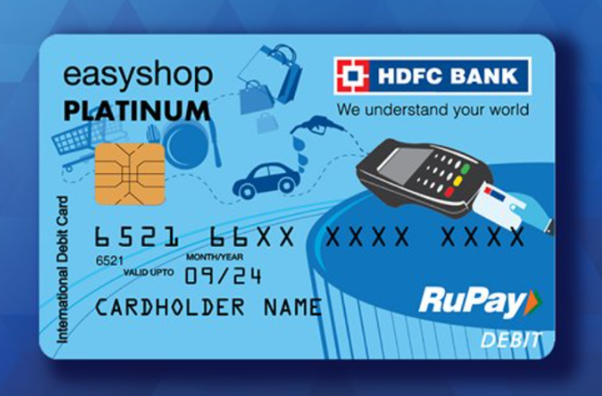 easyshop
PLATINUM
HDFC BANK
We understand your world
International Debit Card
6521 66XX XXXX XXXX
6521
MONTH/YEAR
VALID UPTO 09/24
CARDHOLDER NAME
RuPay
DEBIT